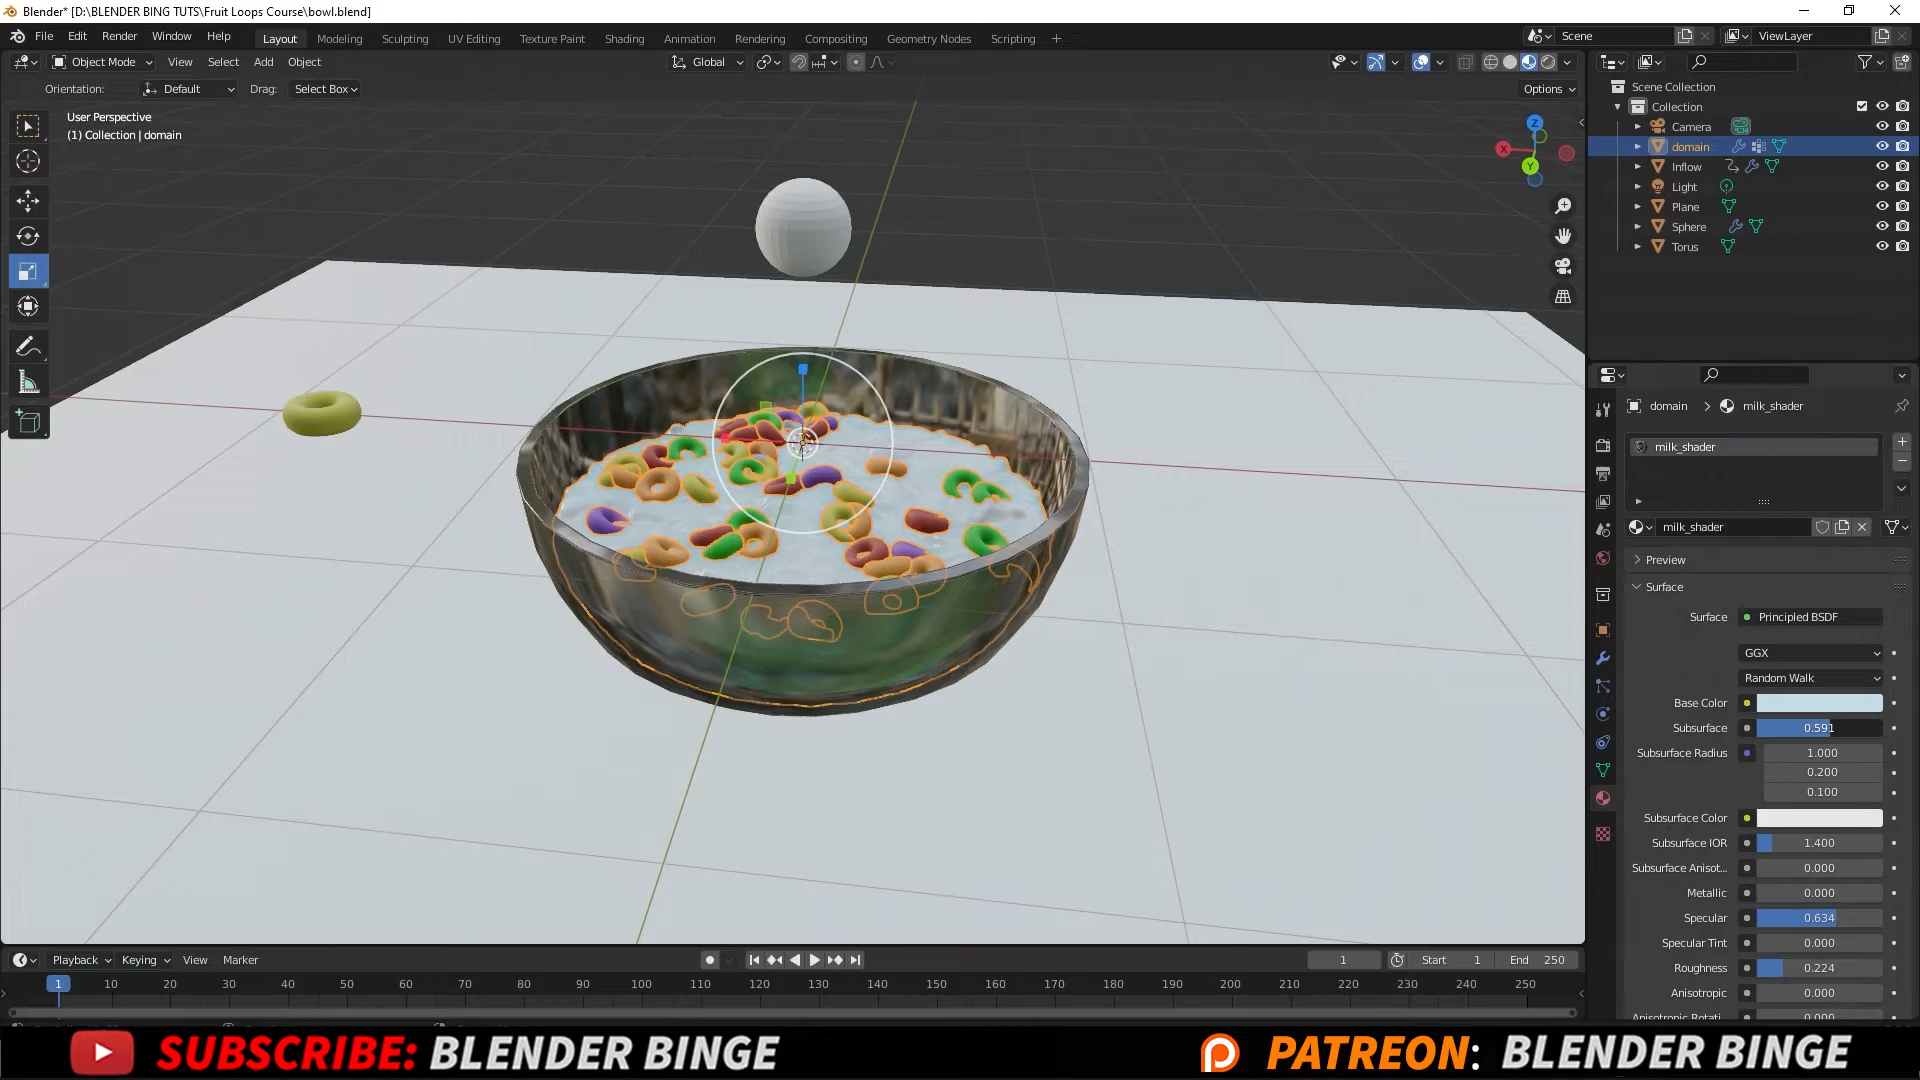 Blender* [D:\BLENDER BING TUTS\Fruit Loops Course\bowl.blend]
File Edit Render Window Help Layout Modeling Sculpting UV Editing Texture Paint Shading Animation Rendering Compositing Geometry Nodes Scripting + Scene ViewLayer
Object Mode View Select Add Object Global
Orientation: Default Drag: Select Box Options
User Perspective
(1) Collection | domain
Z
X
Y
Scene Collection
Collection
Camera
domain
Inflow
Light
Plane
Sphere
Torus
domain > milk_shader
milk_shader
milk_shader
Preview
Surface
Surface Principled BSDF
GGX
Random Walk
Base Color
Subsurface 0.591
Subsurface Radius 1.000
0.200
0.100
Subsurface Color
Subsurface IOR 1.400
Subsurface Anisot... 0.000
Metallic 0.000
Specular 0.634
Specular Tint 0.000
Roughness 0.224
Anisotropic 0.000
Anisotropic Rotati... 0.000
Playback Keying View Marker 1 Start 1 End 250
1 10 20 30 40 50 60 70 80 90 100 110 120 130 140 150 160 170 180 190 200 210 220 230 240 250
SUBSCRIBE: BLENDER BINGE
PATREON: BLENDER BINGE